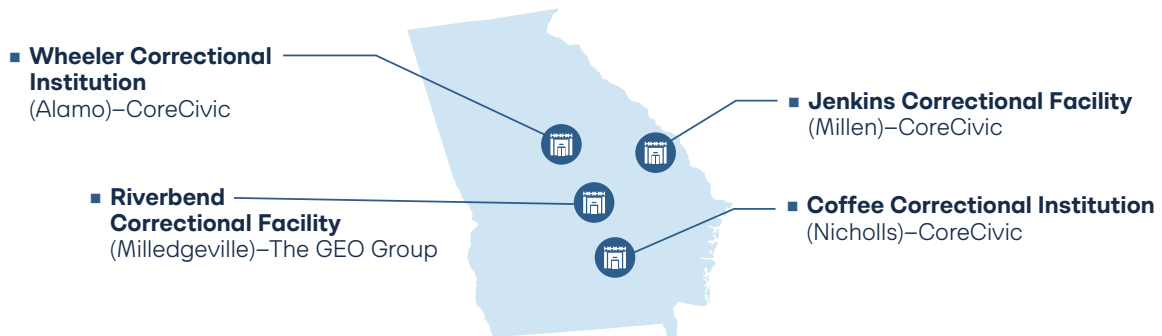 ■ Wheeler Correctional
Institution
(Alamo)–CoreCivic
■ Jenkins Correctional Facility
(Millen)–CoreCivic
■ Riverbend
Correctional Facility
(Milledgeville)–The GEO Group
■ Coffee Correctional Institution
(Nicholls)–CoreCivic